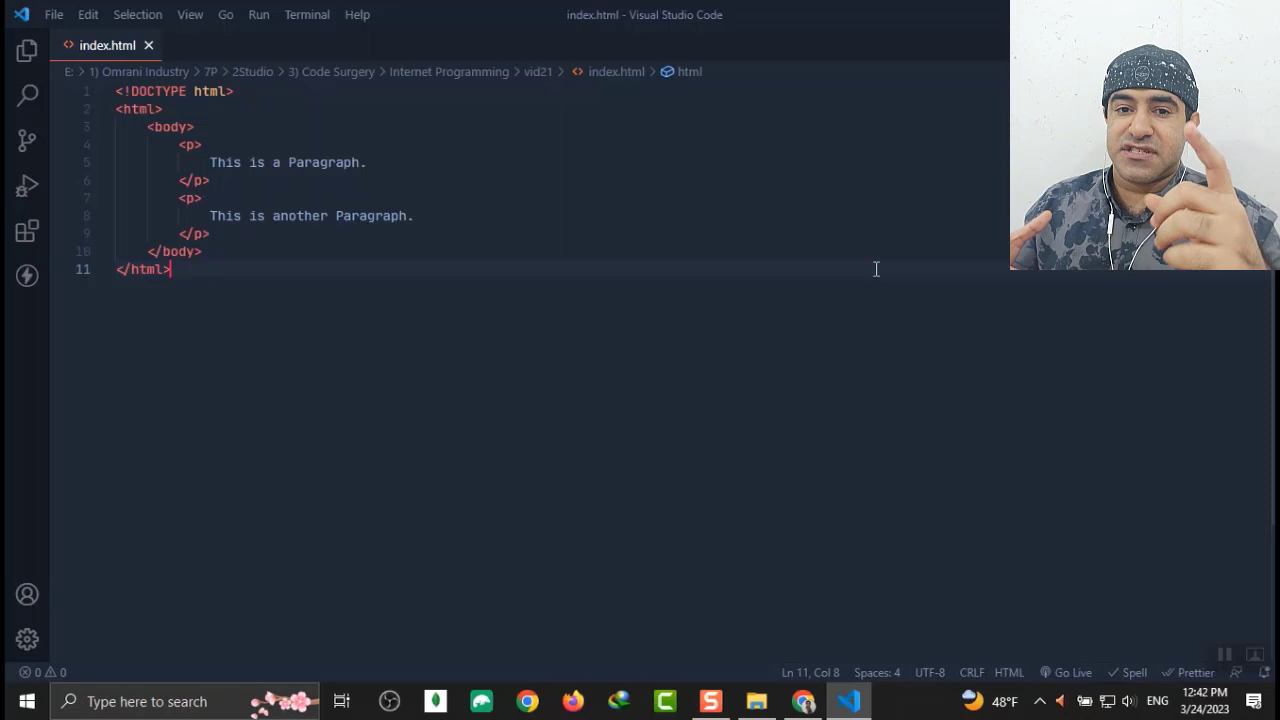 File Edit Selection View Go Run Terminal Help index.html - Visual Studio Code
index.html
E: > 1) Omrani Industry > 7P > 2Studio > 3) Code Surgery > Internet Programming > vid21 > index.html > html
1 <!DOCTYPE html>
2 <html>
3 <body>
4 <p>
5 This is a Paragraph.
6 </p>
7 <p>
8 This is another Paragraph.
9 </p>
10 </body>
11 </html>
0 0 Ln 11, Col 8 Spaces: 4 UTF-8 CRLF HTML Go Live Spell Prettier
Type here to search 48°F ENG 12:42 PM
3/24/2023